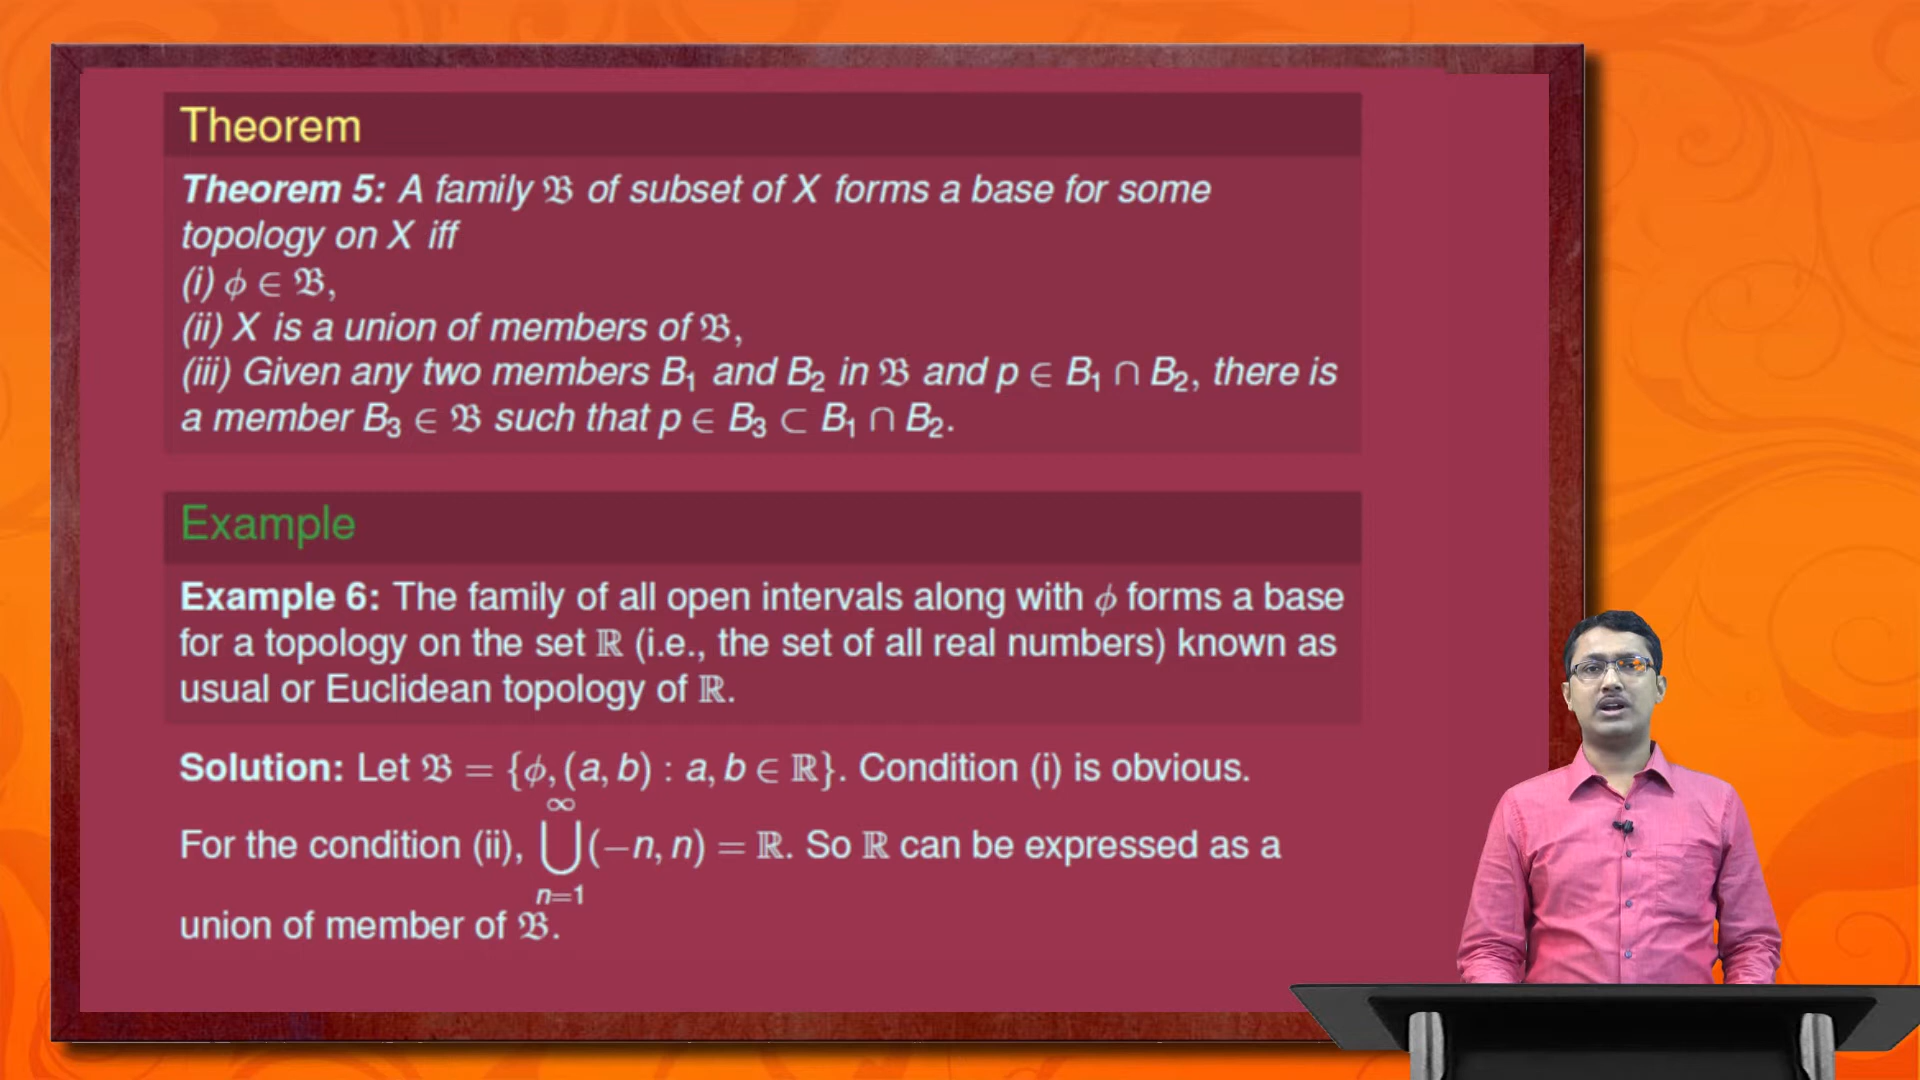 Theorem
Theorem 5: A family 𝔅 of subset of X forms a base for some
topology on X iff
(i) ϕ ∈ 𝔅,
(ii) X is a union of members of 𝔅,
(iii) Given any two members B₁ and B₂ in 𝔅 and p ∈ B₁ ∩ B₂, there is
a member B₃ ∈ 𝔅 such that p ∈ B₃ ⊂ B₁ ∩ B₂.
Example
Example 6: The family of all open intervals along with ϕ forms a base
for a topology on the set ℝ (i.e., the set of all real numbers) known as
usual or Euclidean topology of ℝ.
Solution: Let 𝔅 = {ϕ, (a, b) : a, b ∈ ℝ}. Condition (i) is obvious.
For the condition (ii), ⋃_{n=1}^{∞} (−n, n) = ℝ. So ℝ can be expressed as a
union of member of 𝔅.